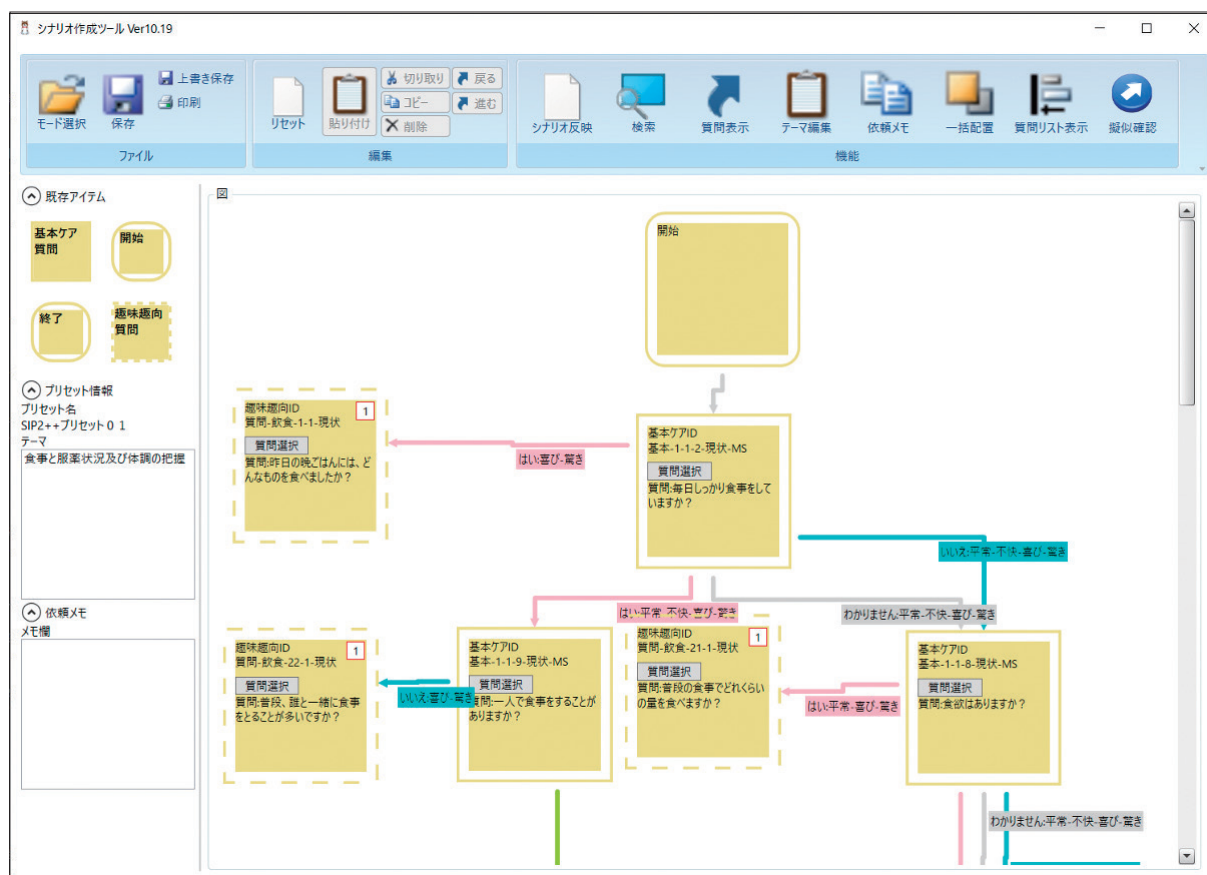 シナリオ作成ツール Ver10.19
モード選択
保存
上書き保存
印刷
ファイル
リセット
貼り付け
切り取り
コピー
削除
戻る
進む
編集
シナリオ反映
検索
質問表示
テーマ編集
依頼メモ
一括配置
質問リスト表示
擬似確認
機能
既存アイテム
基本ケア
質問
開始
終了
趣味趣向
質問
プリセット情報
プリセット名
SIP2++プリセット０１
テーマ
食事と服薬状況及び体調の把握
依頼メモ
メモ欄
図
開始
趣味趣向ID
質問-飲食-1-1-現状
1
質問選択
質問:昨日の晩ごはんには、ど
んなものを食べましたか？
はい:喜び-驚き
基本ケアID
基本-1-1-2-現状-MS
質問選択
質問:毎日しっかり食事をして
いますか？
いいえ:平常-不快-喜び-驚き
はい:平常-不快-喜び-驚き
わかりません:平常-不快-喜び-驚き
趣味趣向ID
質問-飲食-22-1-現状
1
質問選択
質問:普段、誰と一緒に食事
をとることが多いですか？
いいえ:喜び-驚き
基本ケアID
基本-1-1-9-現状-MS
質問選択
質問:一人で食事をすることが
ありますか？
趣味趣向ID
質問-飲食-21-1-現状
1
質問選択
質問:普段の食事でどれくらい
の量を食べますか？
はい:平常-喜び-驚き
基本ケアID
基本-1-1-8-現状-MS
質問選択
質問:食欲はありますか？
わかりません:平常-不快-喜び-驚き